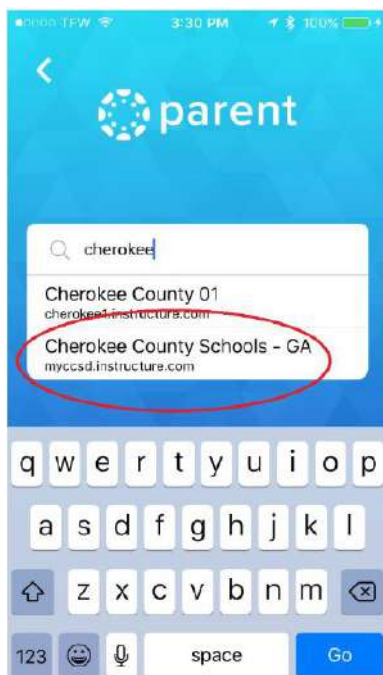 TFW 3:30 PM 100%
parent
cherokee
Cherokee County 01
cherokee1.instructure.com
Cherokee County Schools - GA
myccsd.instructure.com
q w e r t y u i o p
a s d f g h j k l
z x c v b n m
123 space Go